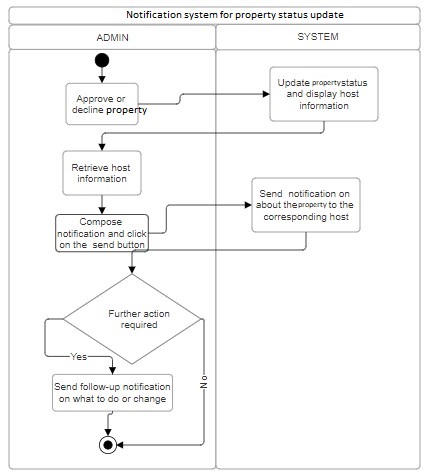 Notification system for property status update
ADMIN
SYSTEM
Approve or
decline property
Update property status
and display host
information
Retrieve host
information
Compose
notification and click
on the send button
Send notification on
about the property to the
corresponding host
Further action
required
Yes
No
Send follow-up notification
on what to do or change